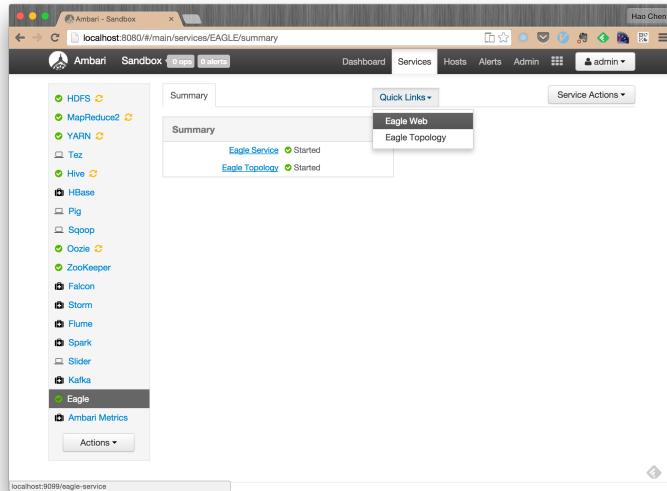 Ambari - Sandbox
Hao Chen
localhost:8080/#/main/services/EAGLE/summary
Ambari Sandbox 0 ops 0 alerts Dashboard Services Hosts Alerts Admin admin
HDFS
MapReduce2
YARN
Tez
Hive
HBase
Pig
Sqoop
Oozie
ZooKeeper
Falcon
Storm
Flume
Spark
Slider
Kafka
Eagle
Ambari Metrics
Actions
Summary
Quick Links
Service Actions
Eagle Web
Eagle Topology
Summary
Eagle Service Started
Eagle Topology Started
localhost:9099/eagle-service